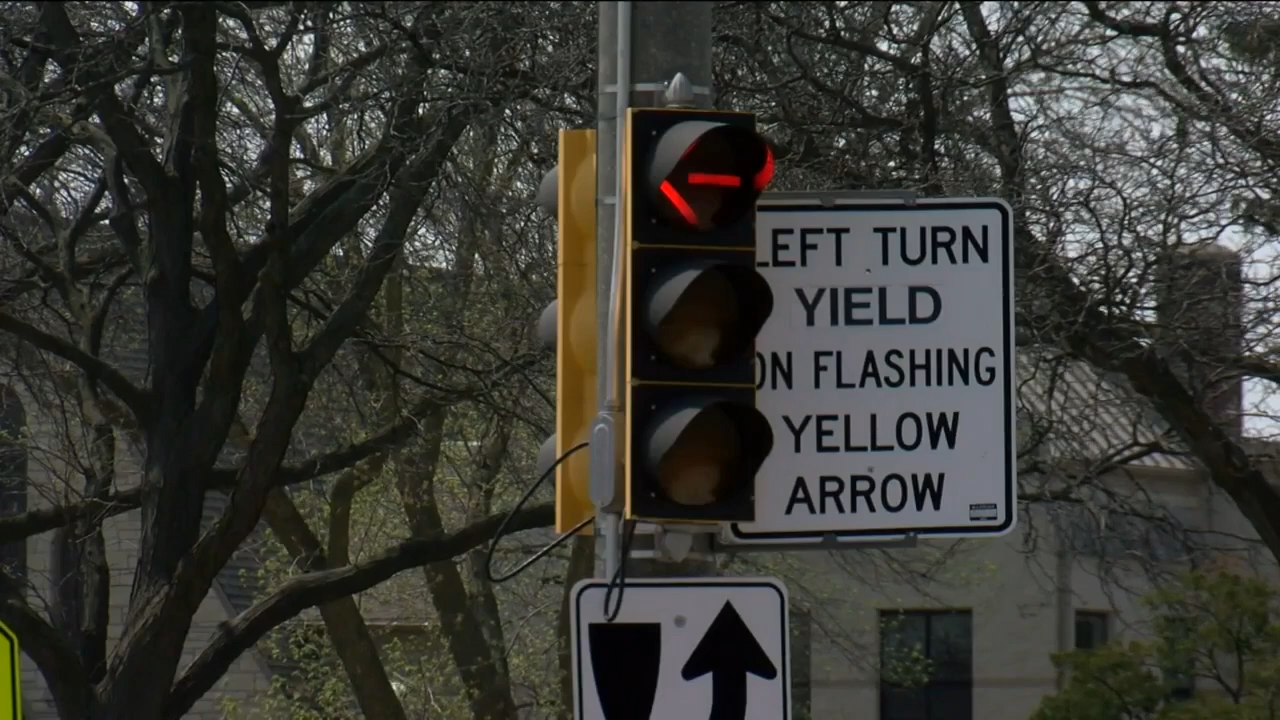 LEFT TURN
YIELD
ON FLASHING
YELLOW
ARROW